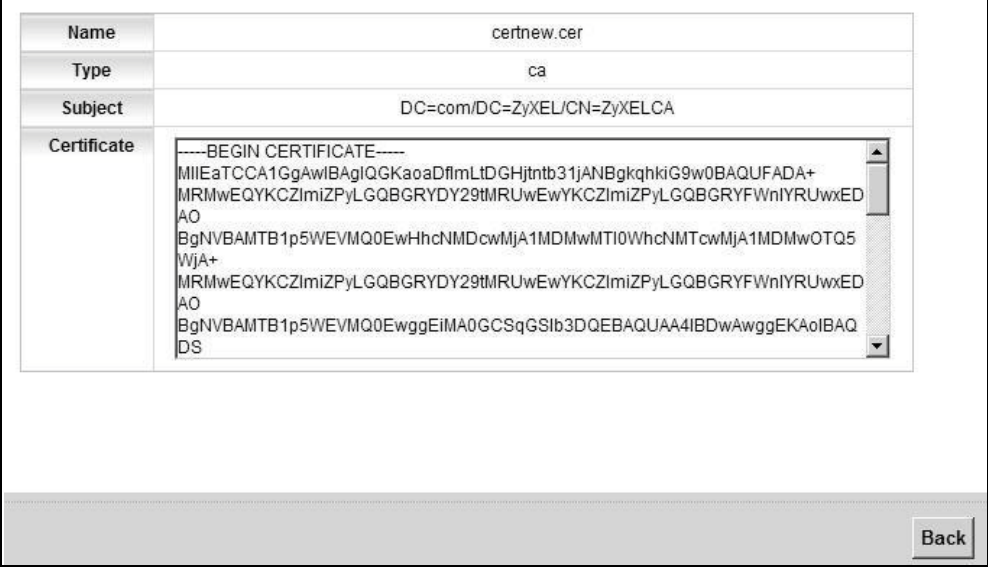 Name certnew.cer
Type ca
Subject DC=com/DC=ZyXEL/CN=ZyXELCA
Certificate
-----BEGIN CERTIFICATE-----
MIIEaTCCA1GgAwIBAgIQGKaoaDfImLtDGHjtntb31jANBgkqhkiG9w0BAQUFADA+
MRMwEQYKCZImiZPyLGQBGRYDY29tMRUwEwYKCZImiZPyLGQBGRYFWnlYRUwxED
AO
BgNVBAMTB1p5WEVMQ0EwHhcNMDcwMjA1MDMwMTI0WhcNMTcwMjA1MDMwOTQ5
WjA+
MRMwEQYKCZImiZPyLGQBGRYDY29tMRUwEwYKCZImiZPyLGQBGRYFWnlYRUwxED
AO
BgNVBAMTB1p5WEVMQ0EwggEiMA0GCSqGSIb3DQEBAQUAA4IBDwAwggEKAoIBAQ
DS
Back